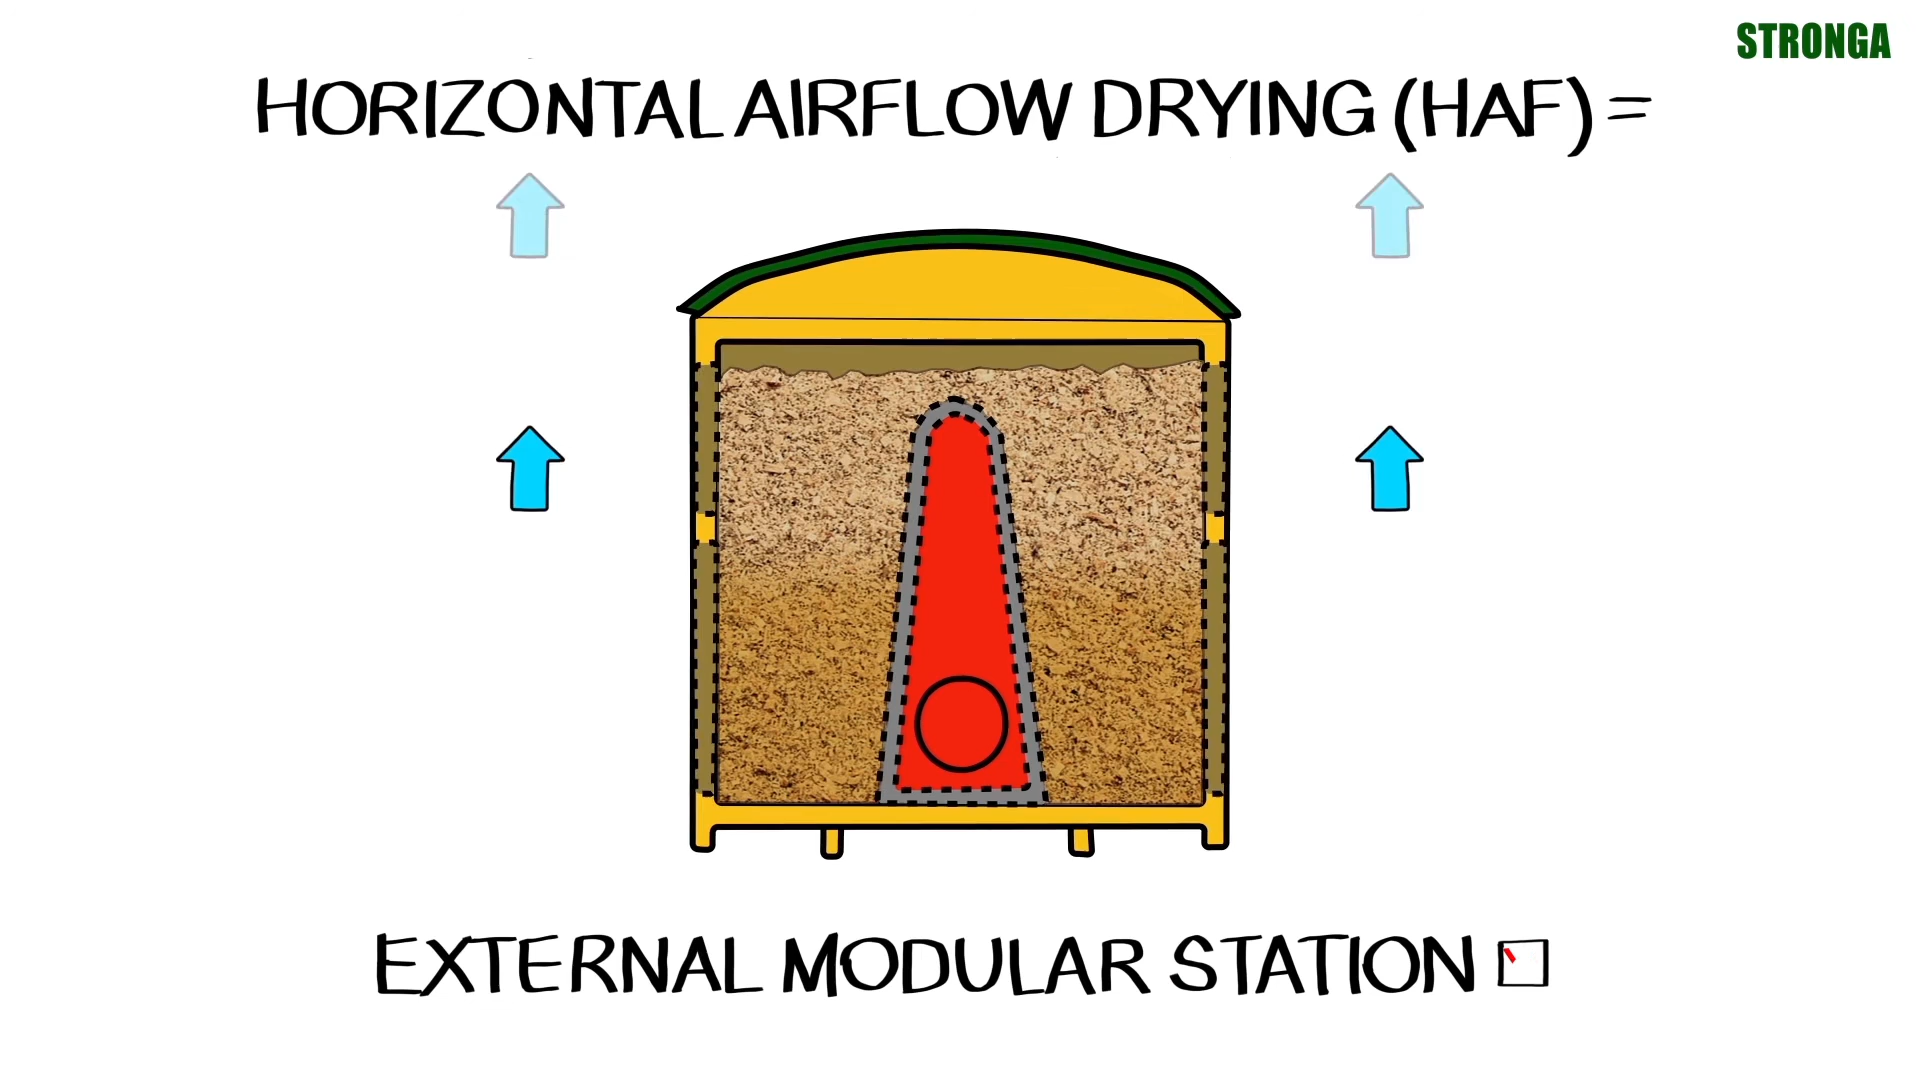 STRONGA
HORIZONTAL AIRFLOW DRYING (HAF) =
EXTERNAL MODULAR STATION